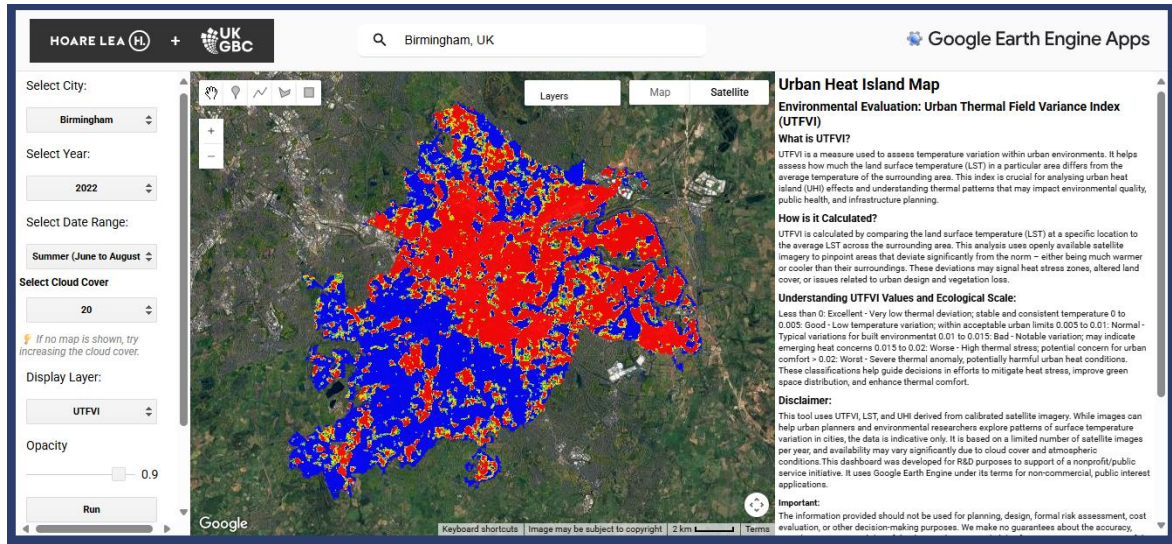 HOARE LEA H. + UK GBC
Birmingham, UK
Google Earth Engine Apps
Select City:
Birmingham
Select Year:
2022
Select Date Range:
Summer (June to August
Select Cloud Cover
20
If no map is shown, try
increasing the cloud cover.
Display Layer:
UTFVI
Opacity
0.9
Run
+
−
Layers
Map
Satellite
Google
Keyboard shortcuts
Image may be subject to copyright
2 km
Terms
Urban Heat Island Map
Environmental Evaluation: Urban Thermal Field Variance Index
(UTFVI)
What is UTFVI?
UTFVI is a measure used to assess temperature variation within urban environments. It helps
assess how much the land surface temperature (LST) in a particular area differs from the
average temperature of the surrounding area. This index is crucial for analysing urban heat
island (UHI) effects and understanding thermal patterns that may impact environmental quality,
public health, and infrastructure planning.
How is it Calculated?
UTFVI is calculated by comparing the land surface temperature (LST) at a specific location to
the average LST across the surrounding area. This analysis uses openly available satellite
imagery to pinpoint areas that deviate significantly from the norm – either being much warmer
or cooler than their surroundings. These deviations may signal heat stress zones, altered land
cover, or issues related to urban design and vegetation loss.
Understanding UTFVI Values and Ecological Scale:
Less than 0: Excellent - Very low thermal deviation; stable and consistent temperature 0 to
0.005: Good - Low temperature variation; within acceptable urban limits 0.005 to 0.01: Normal -
Typical variations for built environmentst 0.01 to 0.015: Bad - Notable variation; may indicate
emerging heat concerns 0.015 to 0.02: Worse - High thermal stress; potential concern for urban
comfort > 0.02: Worst - Severe thermal anomaly, potentially harmful urban heat conditions.
These classifications help guide decisions in efforts to mitigate heat stress, improve green
space distribution, and enhance thermal comfort.
Disclaimer:
This tool uses UTFVI, LST, and UHI derived from calibrated satellite imagery. While images can
help urban planners and environmental researchers explore patterns of surface temperature
variation in cities, the data is indicative only. It is based on a limited number of satellite images
per year, and availability may vary significantly due to cloud cover and atmospheric
conditions.This dashboard was developed for R&D purposes to support of a nonprofit/public
service initiative. It uses Google Earth Engine under its terms for non-commercial, public interest
applications.
Important:
The information provided should not be used for planning, design, formal risk assessment, cost
evaluation, or other decision-making purposes. We make no guarantees about the accuracy,